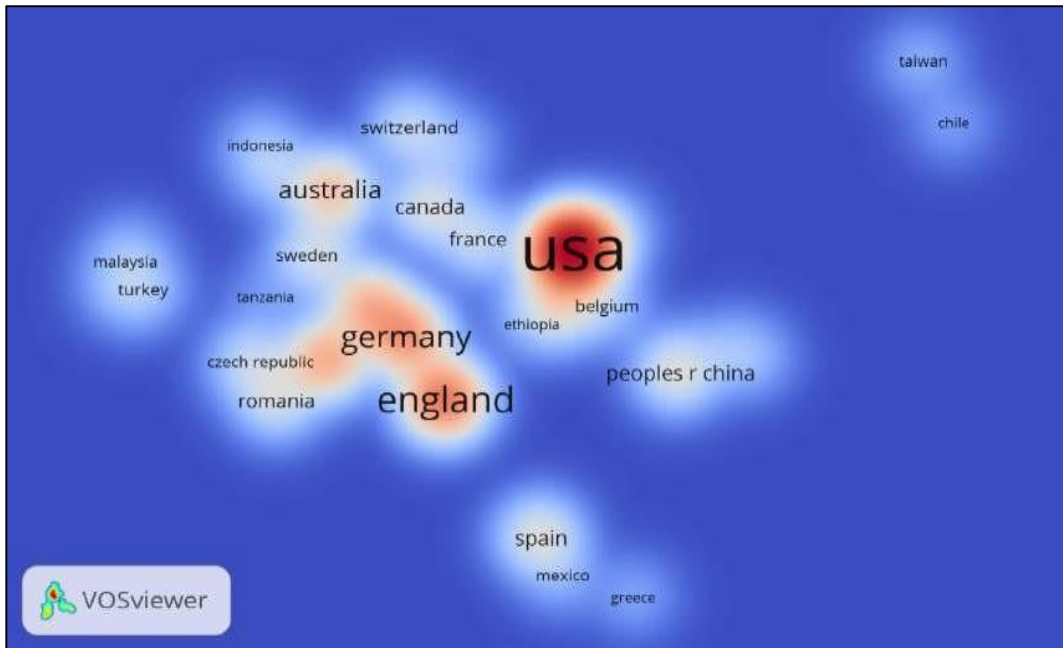 taiwan
chile
switzerland
indonesia
australia
canada
france
usa
sweden
malaysia
turkey
tanzania
belgium
ethiopia
germany
czech republic
peoples r china
romania
england
spain
mexico
greece
VOSviewer